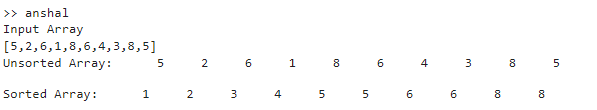 >> anshal
Input Array
[5,2,6,1,8,6,4,3,8,5]
Unsorted Array: 5 2 6 1 8 6 4 3 8 5
Sorted Array: 1 2 3 4 5 5 6 6 8 8